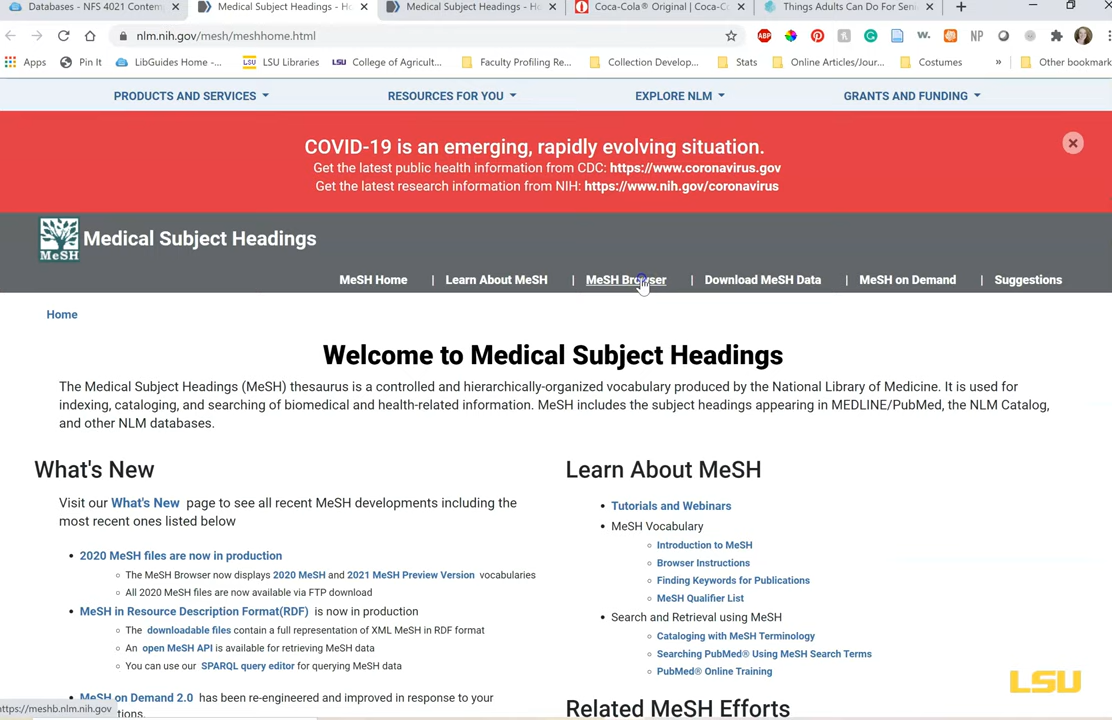 Databases - NFS 4021 Contem
Medical Subject Headings - Ho
Medical Subject Headings - H
Coca-Cola® Original | Coca-Co
Things Adults Can Do For Seni
nlm.nih.gov/mesh/meshhome.html
ABP
W.
NP
Apps
Pin It
LibGuides Home -...
LSU LSU Libraries
LSU College of Agricult...
Faculty Profiling Re...
Collection Develop...
Stats
Online Articles/Jour...
Costumes
»
Other bookmark
PRODUCTS AND SERVICES
RESOURCES FOR YOU
EXPLORE NLM
GRANTS AND FUNDING
COVID-19 is an emerging, rapidly evolving situation.
Get the latest public health information from CDC: https://www.coronavirus.gov
Get the latest research information from NIH: https://www.nih.gov/coronavirus
MeSH
Medical Subject Headings
MeSH Home | Learn About MeSH | MeSH Browser | Download MeSH Data | MeSH on Demand | Suggestions
Home
Welcome to Medical Subject Headings
The Medical Subject Headings (MeSH) thesaurus is a controlled and hierarchically-organized vocabulary produced by the National Library of Medicine. It is used for
indexing, cataloging, and searching of biomedical and health-related information. MeSH includes the subject headings appearing in MEDLINE/PubMed, the NLM Catalog,
and other NLM databases.
What's New
Visit our What's New page to see all recent MeSH developments including the
most recent ones listed below
• 2020 MeSH files are now in production
○ The MeSH Browser now displays 2020 MeSH and 2021 MeSH Preview Version vocabularies
○ All 2020 MeSH files are now available via FTP download
• MeSH in Resource Description Format(RDF) is now in production
○ The downloadable files contain a full representation of XML MeSH in RDF format
○ An open MeSH API is available for retrieving MeSH data
○ You can use our SPARQL query editor for querying MeSH data
MeSH on Demand 2.0 has been re-engineered and improved in response to your
tions.
https://meshb.nlm.nih.gov
Learn About MeSH
• Tutorials and Webinars
• MeSH Vocabulary
○ Introduction to MeSH
○ Browser Instructions
○ Finding Keywords for Publications
○ MeSH Qualifier List
• Search and Retrieval using MeSH
○ Cataloging with MeSH Terminology
○ Searching PubMed® Using MeSH Search Terms
○ PubMed® Online Training
Related MeSH Efforts
LSU